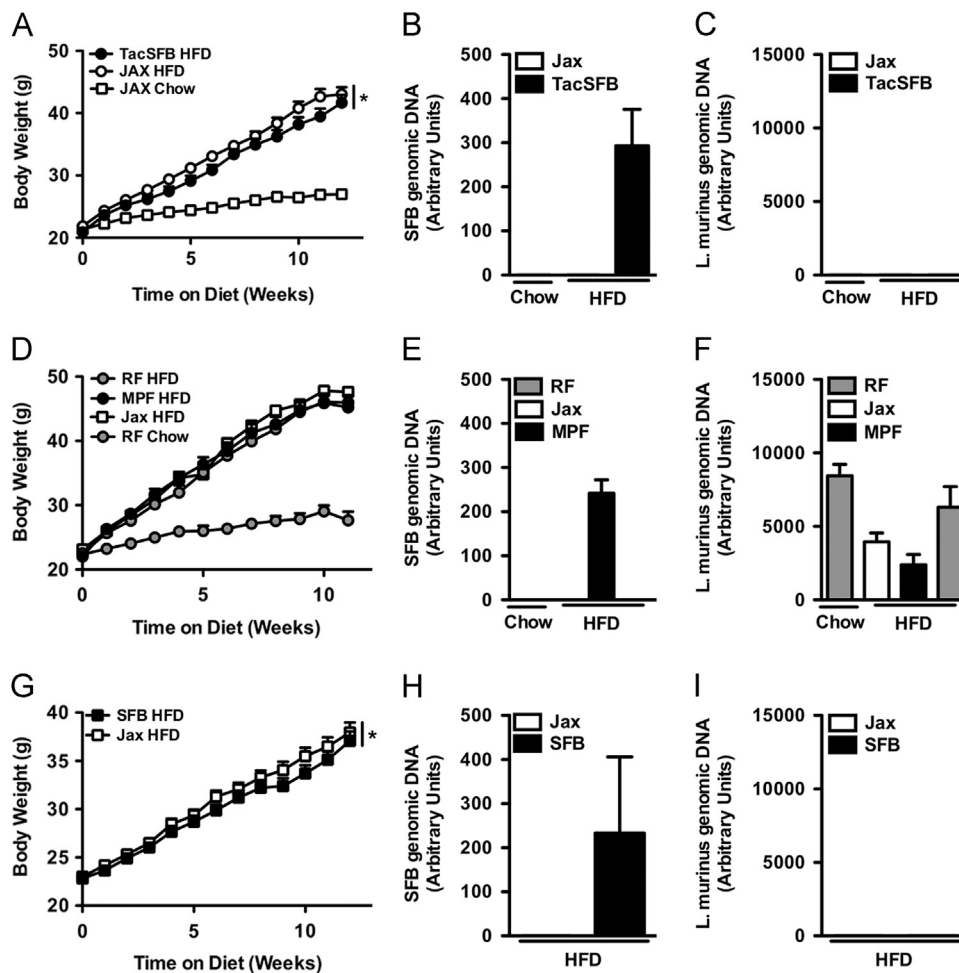 A
TacSFB HFD
JAX HFD
JAX Chow
Body Weight (g)
50
40
30
20
0
5
10
*
Time on Diet (Weeks)
B
Jax
TacSFB
SFB genomic DNA
(Arbitrary Units)
500
400
300
200
100
0
Chow
HFD
C
Jax
TacSFB
L. murinus genomic DNA
(Arbitrary Units)
15000
10000
5000
0
Chow
HFD
D
RF HFD
MPF HFD
Jax HFD
RF Chow
Body Weight (g)
50
40
30
20
0
5
10
Time on Diet (Weeks)
E
RF
Jax
MPF
SFB genomic DNA
(Arbitrary Units)
500
400
300
200
100
0
Chow
HFD
F
RF
Jax
MPF
L. murinus genomic DNA
(Arbitrary Units)
15000
10000
5000
0
Chow
HFD
G
SFB HFD
Jax HFD
Body Weight (g)
40
35
30
25
20
0
5
10
*
Time on Diet (Weeks)
H
Jax
SFB
SFB genomic DNA
(Arbitrary Units)
500
400
300
200
100
0
HFD
I
Jax
SFB
L. murinus genomic DNA
(Arbitrary Units)
15000
10000
5000
0
HFD